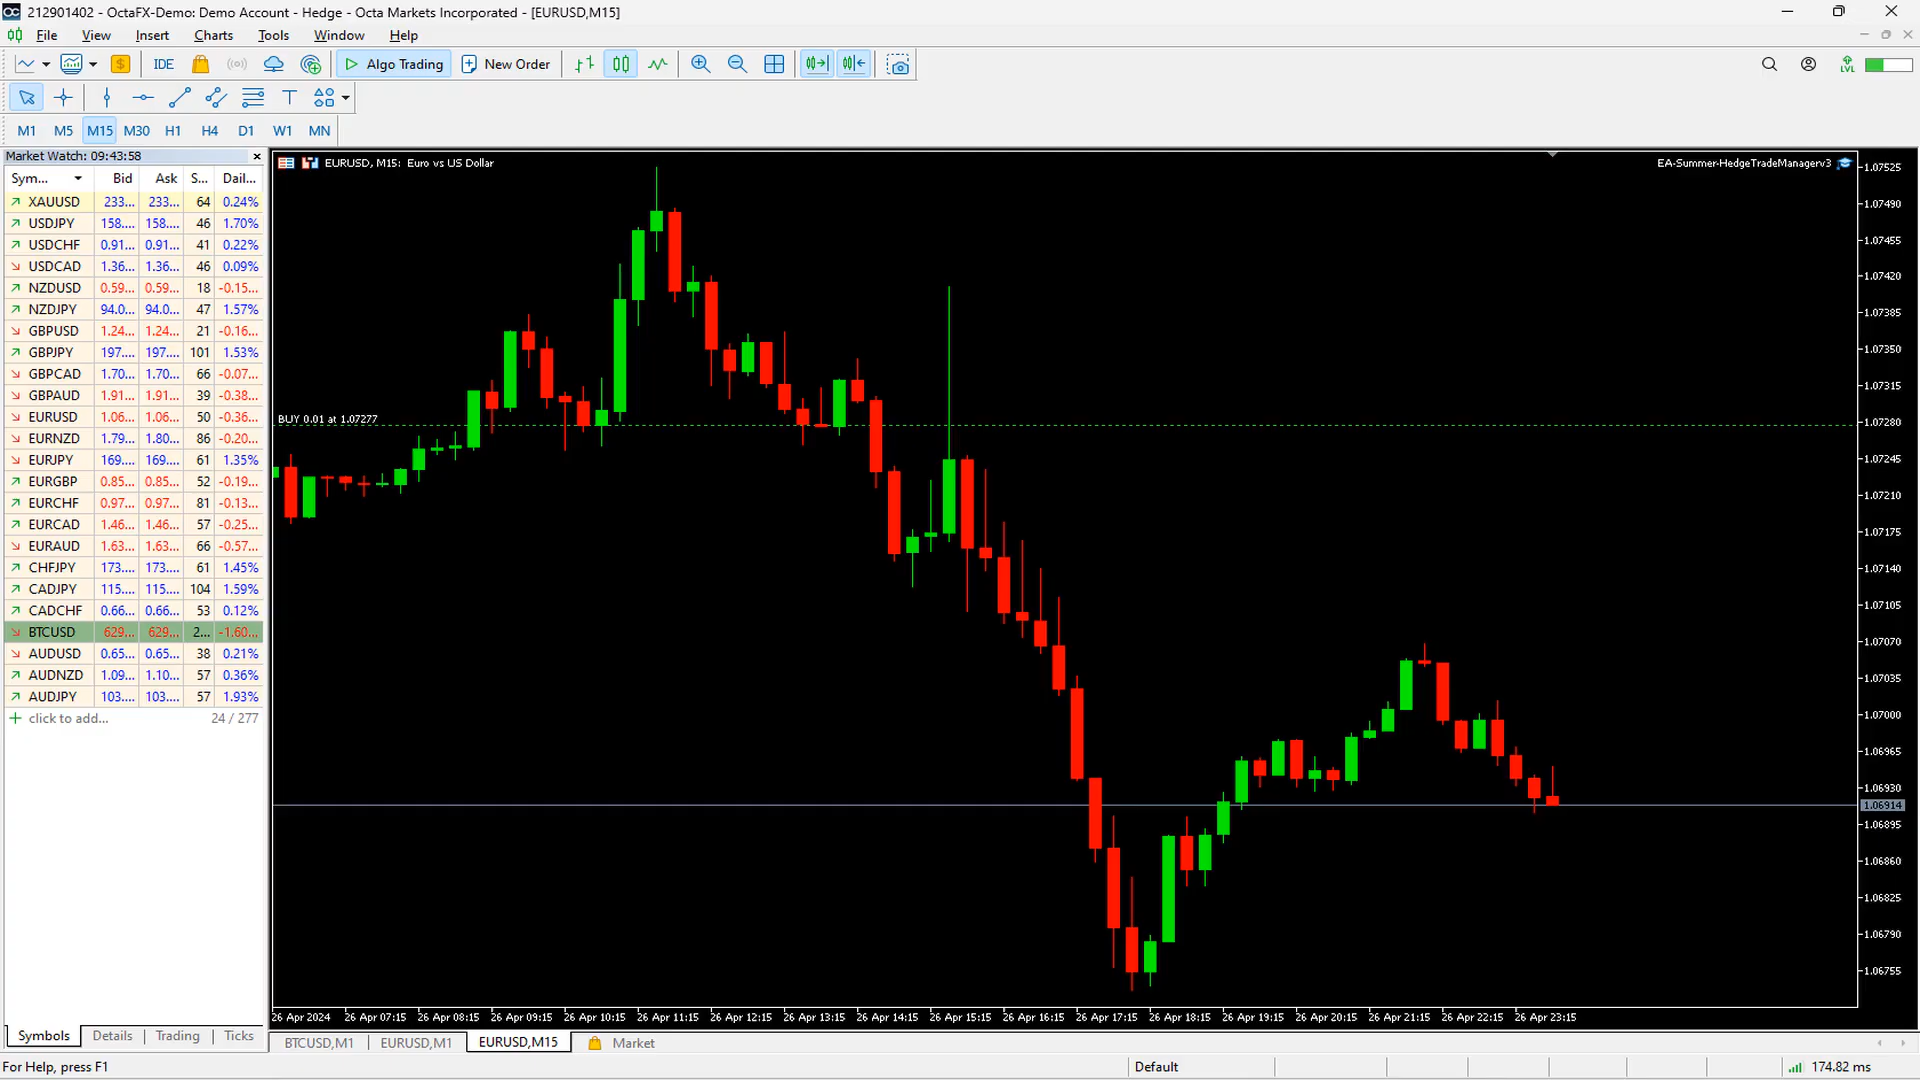 212901402 - OctaFX-Demo: Demo Account - Hedge - Octa Markets Incorporated - [EURUSD,M15]
File View Insert Charts Tools Window Help
IDE Algo Trading New Order LVL
M1 M5 M15 M30 H1 H4 D1 W1 MN
Market Watch: 09:43:58
Sym... Bid Ask S... Dail...
XAUUSD 233... 233... 64 0.24%
USDJPY 158.... 158.... 46 1.70%
USDCHF 0.91... 0.91... 41 0.22%
USDCAD 1.36... 1.36... 46 0.09%
NZDUSD 0.59... 0.59... 18 -0.15...
NZDJPY 94.0... 94.0... 47 1.57%
GBPUSD 1.24... 1.24... 21 -0.16...
GBPJPY 197.... 197.... 101 1.53%
GBPCAD 1.70... 1.70... 66 -0.07...
GBPAUD 1.91... 1.91... 39 -0.38...
EURUSD 1.06... 1.06... 50 -0.36...
EURNZD 1.79... 1.80... 86 -0.20...
EURJPY 169.... 169.... 61 1.35%
EURGBP 0.85... 0.85... 52 -0.19...
EURCHF 0.97... 0.97... 81 -0.13...
EURCAD 1.46... 1.46... 57 -0.25...
EURAUD 1.63... 1.63... 66 -0.57...
CHFJPY 173.... 173.... 61 1.45%
CADJPY 115.... 115.... 104 1.59%
CADCHF 0.66... 0.66... 53 0.12%
BTCUSD 629... 629... 2... -1.60...
AUDUSD 0.65... 0.65... 38 0.21%
AUDNZD 1.09... 1.10... 57 0.36%
AUDJPY 103.... 103.... 57 1.93%
click to add... 24 / 277
Symbols Details Trading Ticks
EURUSD, M15: Euro vs US Dollar
EA-Summer-HedgeTradeManagerv3
BUY 0.01 at 1.07277
1.07525
1.07490
1.07455
1.07420
1.07385
1.07350
1.07315
1.07280
1.07245
1.07210
1.07175
1.07140
1.07105
1.07070
1.07035
1.07000
1.06965
1.06930
1.06914
1.06895
1.06860
1.06825
1.06790
1.06755
26 Apr 2024 26 Apr 07:15 26 Apr 08:15 26 Apr 09:15 26 Apr 10:15 26 Apr 11:15 26 Apr 12:15 26 Apr 13:15 26 Apr 14:15 26 Apr 15:15 26 Apr 16:15 26 Apr 17:15 26 Apr 18:15 26 Apr 19:15 26 Apr 20:15 26 Apr 21:15 26 Apr 22:15 26 Apr 23:15
BTCUSD,M1 EURUSD,M1 EURUSD,M15 Market
For Help, press F1 Default 174.82 ms